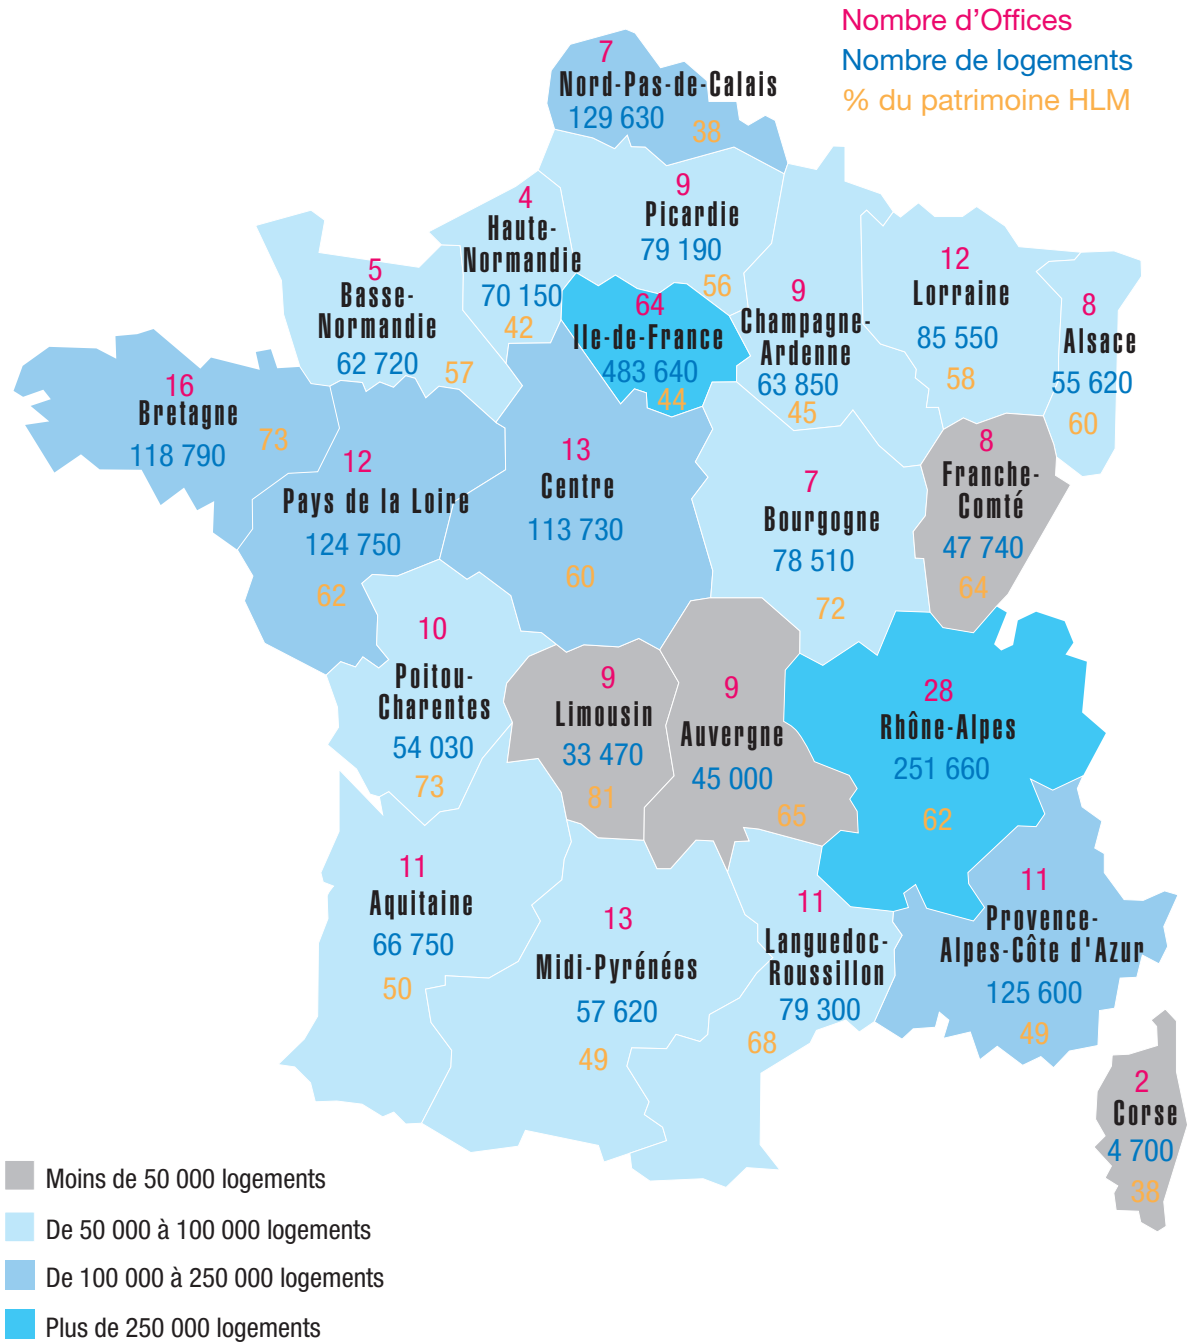 Nombre d'Offices
Nombre de logements
% du patrimoine HLM
7
Nord-Pas-de-Calais
129 630
38
9
Picardie
79 190
56
4
Haute-
Normandie
70 150
42
5
Basse-
Normandie
62 720
57
64
Ile-de-France
483 640
44
9
Champagne-
Ardenne
63 850
45
12
Lorraine
85 550
58
8
Alsace
55 620
60
16
Bretagne
118 790
73
12
Pays de la Loire
124 750
62
13
Centre
113 730
60
7
Bourgogne
78 510
72
8
Franche-
Comté
47 740
64
10
Poitou-
Charentes
54 030
73
9
Limousin
33 470
81
9
Auvergne
45 000
65
28
Rhône-Alpes
251 660
62
11
Aquitaine
66 750
50
13
Midi-Pyrénées
57 620
49
11
Languedoc-
Roussillon
79 300
68
11
Provence-
Alpes-Côte d'Azur
125 600
49
2
Corse
4 700
38
Moins de 50 000 logements
De 50 000 à 100 000 logements
De 100 000 à 250 000 logements
Plus de 250 000 logements